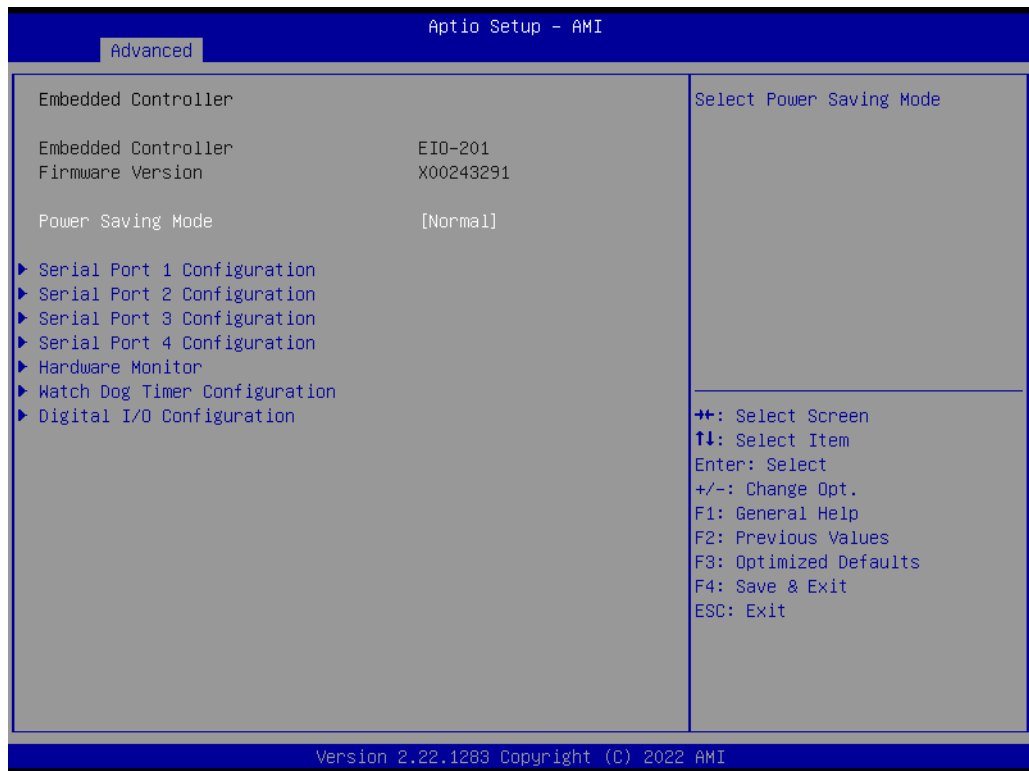 Aptio Setup – AMI
Advanced
Embedded Controller
Embedded Controller EIO-201
Firmware Version X00243291
Power Saving Mode [Normal]
Serial Port 1 Configuration
Serial Port 2 Configuration
Serial Port 3 Configuration
Serial Port 4 Configuration
Hardware Monitor
Watch Dog Timer Configuration
Digital I/O Configuration
Select Power Saving Mode
→←: Select Screen
↑↓: Select Item
Enter: Select
+/-: Change Opt.
F1: General Help
F2: Previous Values
F3: Optimized Defaults
F4: Save & Exit
ESC: Exit
Version 2.22.1283 Copyright (C) 2022 AMI